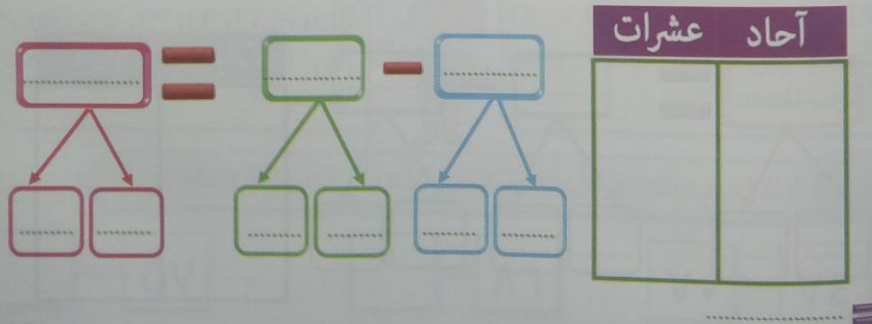 آحاد عشرات
- =
=